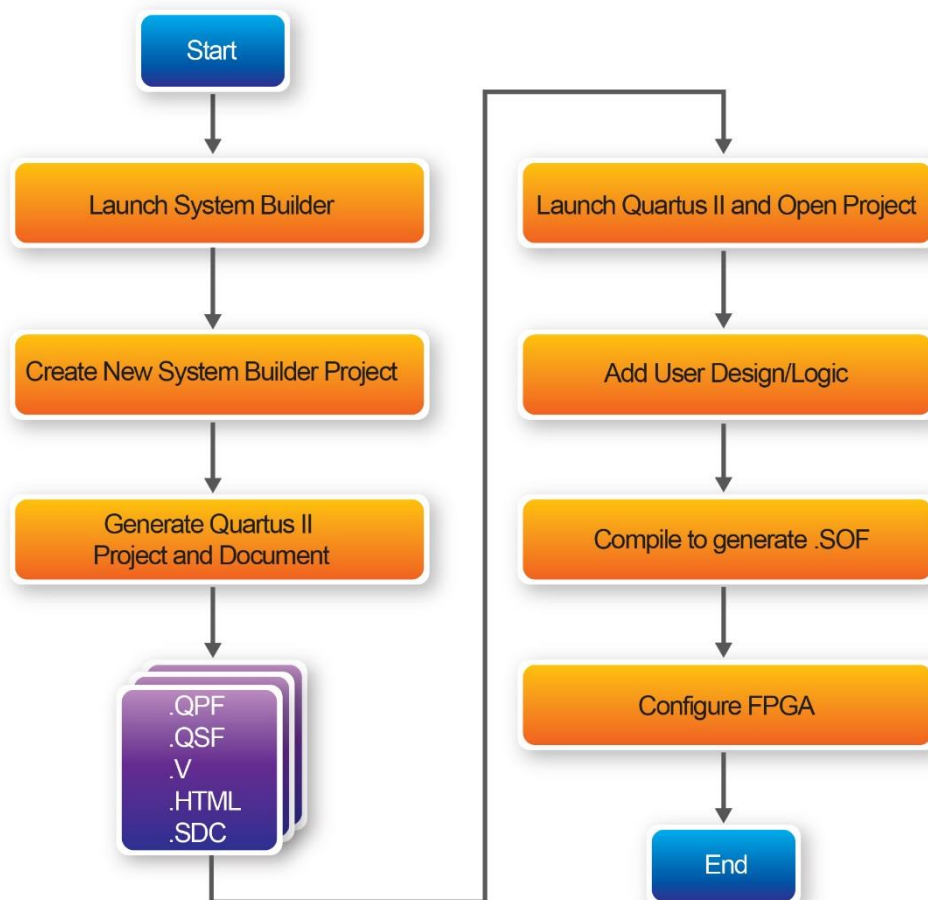 Start
Launch System Builder
Create New System Builder Project
Generate Quartus II
Project and Document
.QPF
.QSF
.V
.HTML
.SDC
Launch Quartus II and Open Project
Add User Design/Logic
Compile to generate .SOF
Configure FPGA
End